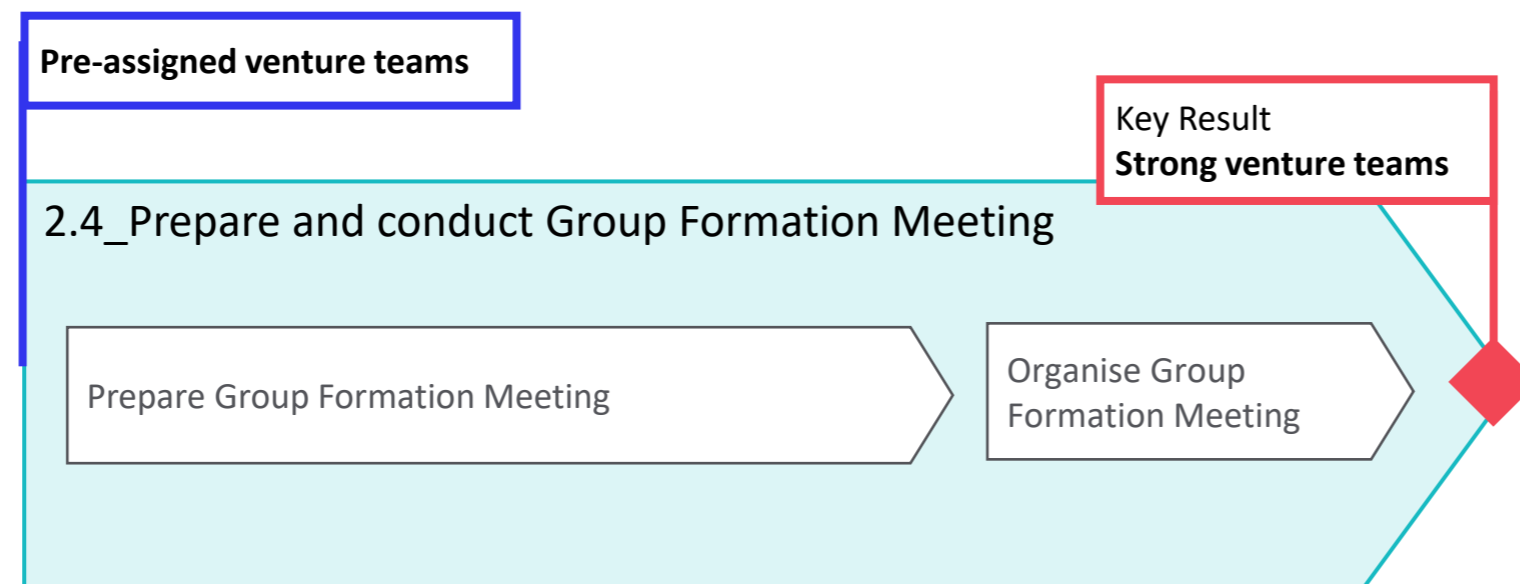 Pre-assigned venture teams
Key Result
Strong venture teams
2.4_Prepare and conduct Group Formation Meeting
Prepare Group Formation Meeting
Organise Group
Formation Meeting